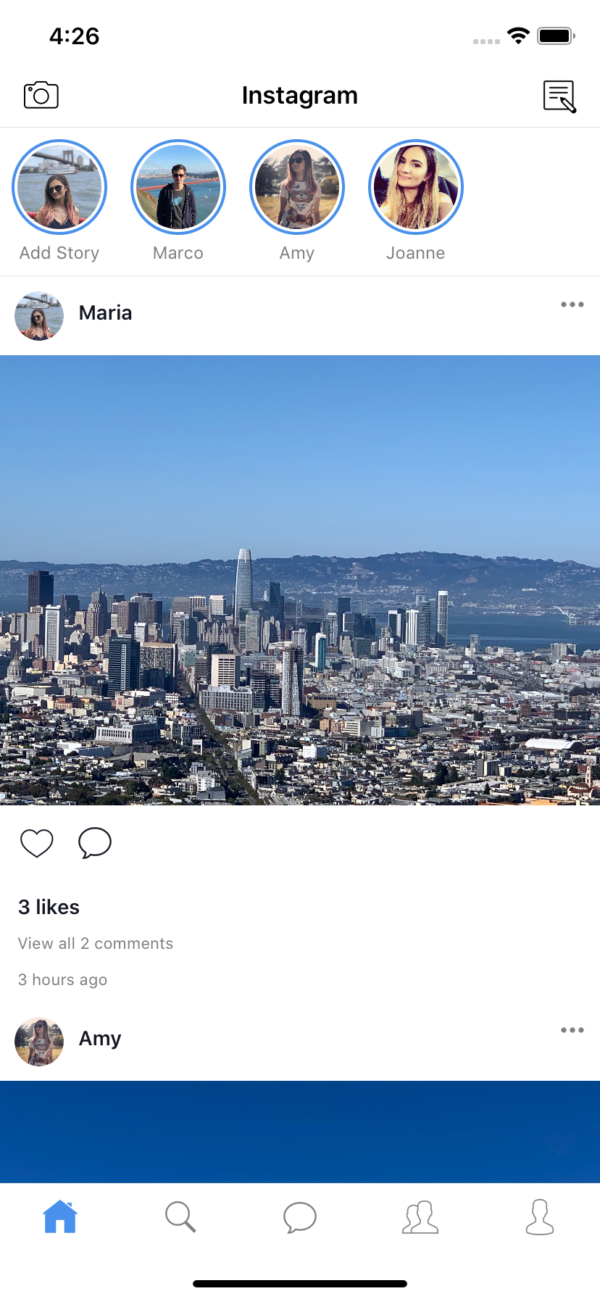 4:26
Instagram
Add Story
Marco
Amy
Joanne
Maria
3 likes
View all 2 comments
3 hours ago
Amy